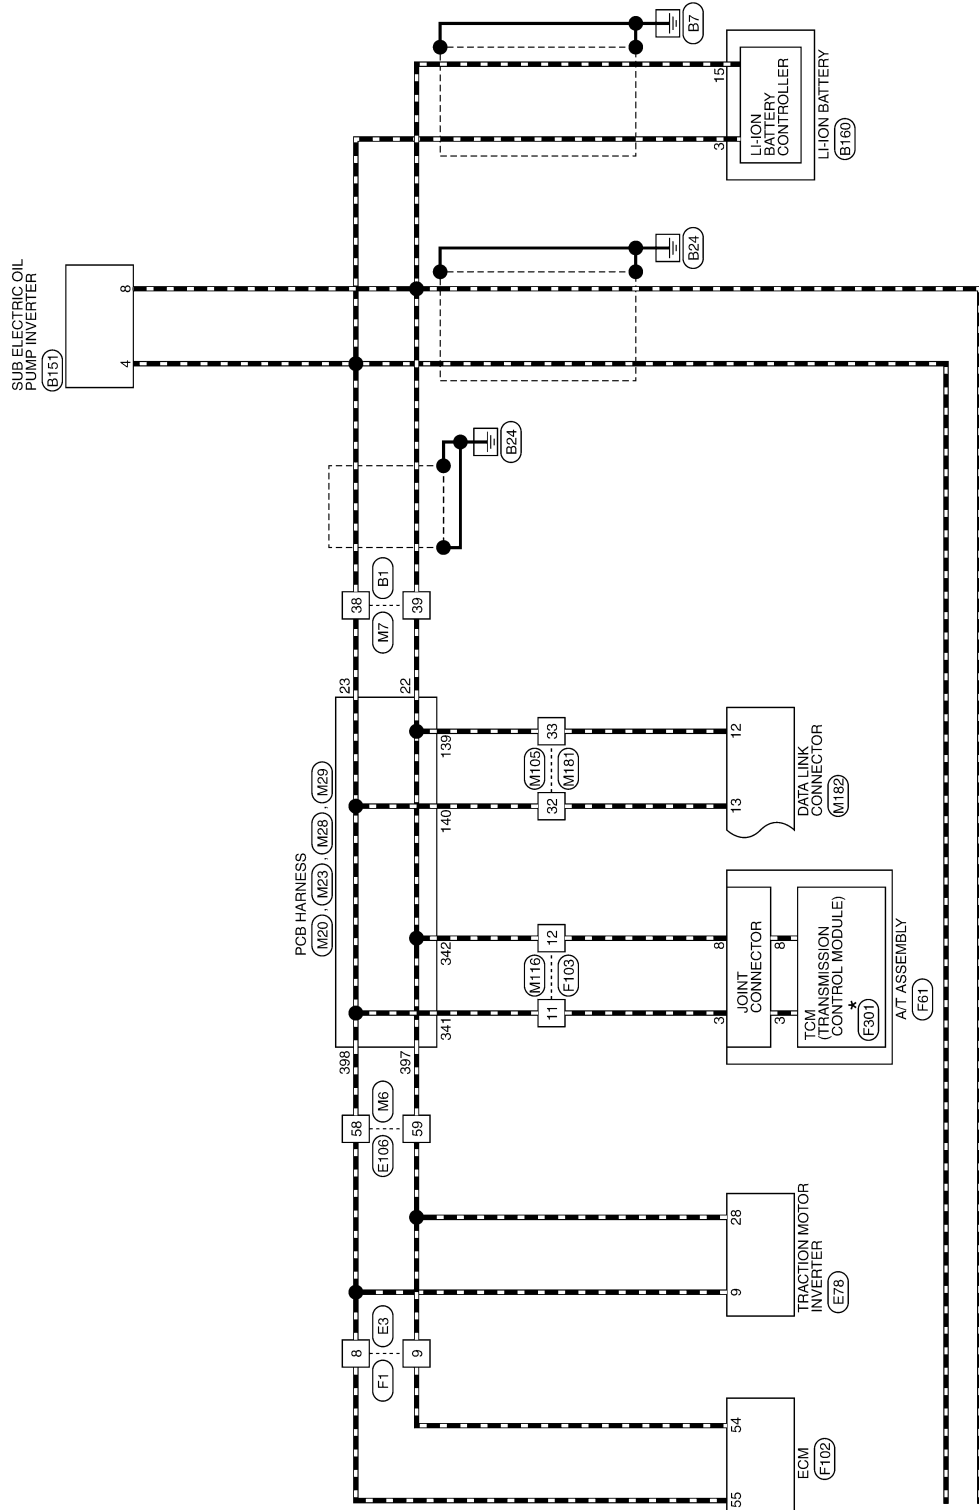 SUB ELECTRIC OIL
PUMP INVERTER
B151
8
4
B7
15
3
LI-ION
BATTERY
CONTROLLER
LI-ION BATTERY
B160
B24
B24
38
39
B1
M7
23
22
PCB HARNESS
M20 , M23 , M28 , M29
139
140
33
32
M105
M181
12
13
DATA LINK
CONNECTOR
M182
342
341
12
11
M116
F103
8
3
JOINT
CONNECTOR
8
3
TCM
(TRANSMISSION
CONTROL MODULE)
*
F301
A/T ASSEMBLY
F61
398
397
58
59
M6
E106
28
9
TRACTION MOTOR
INVERTER
E78
8
9
E3
F1
54
55
ECM
F102